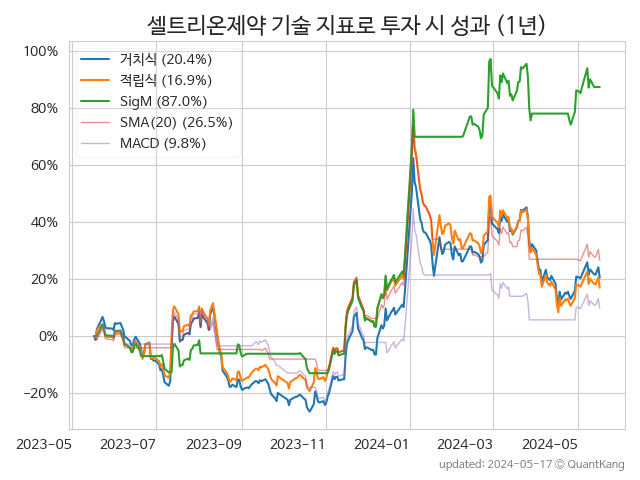 셀트리온제약 기술 지표로 투자 시 성과 (1년)
100%
80%
60%
40%
20%
0%
−20%
거치식 (20.4%)
적립식 (16.9%)
SigM (87.0%)
SMA(20) (26.5%)
MACD (9.8%)
2023−05 2023−07 2023−09 2023−11 2024−01 2024−03 2024−05
updated: 2024−05−17 ⓒ QuantKang